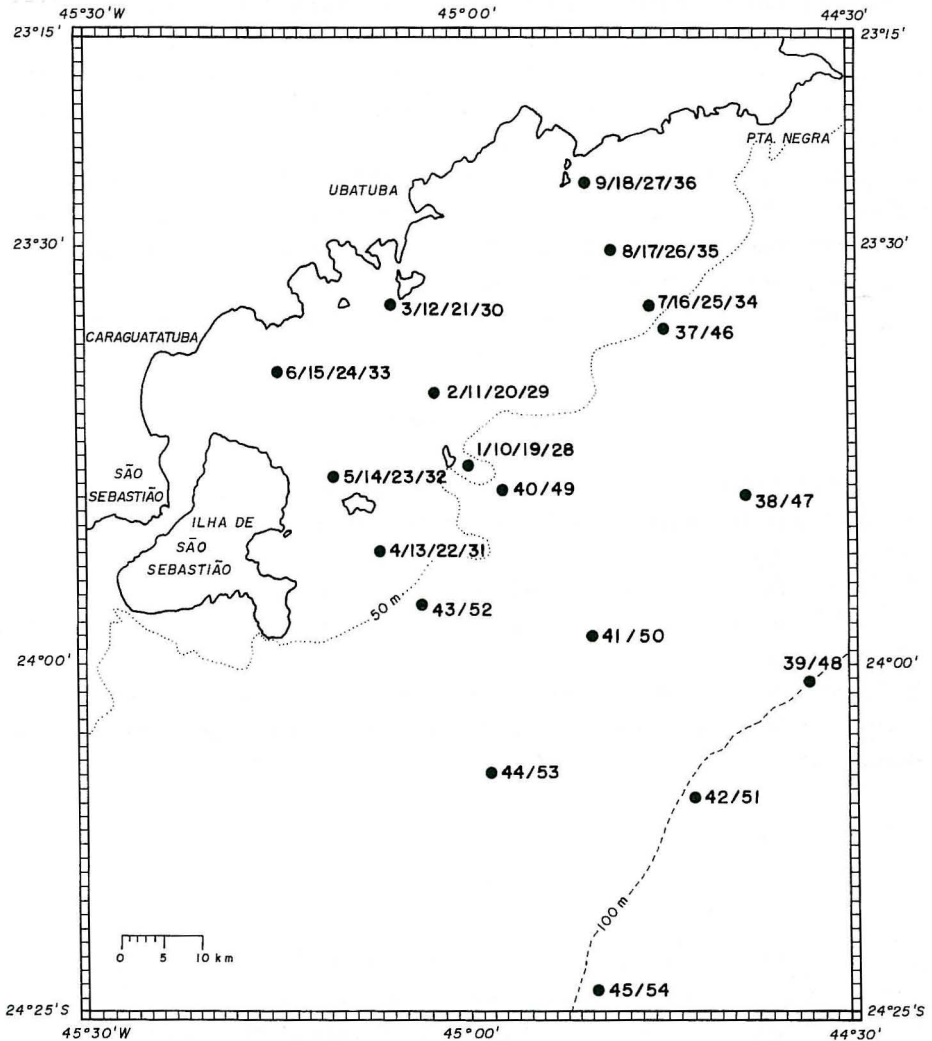 45°30'W
45°00'
44°30'
23°15'
23°15'
P.TA. NEGRA
UBATUBA
9/18/27/36
23°30'
8/17/26/35
23°30'
3/12/21/30
7/16/25/34
37/46
CARAGUATATUBA
6/15/24/33
2/11/20/29
1/10/19/28
SÃO
SEBASTIÃO
5/14/23/32
40/49
38/47
ILHA DE
SÃO
SEBASTIÃO
4/13/22/31
50 m
43/52
41/50
24°00'
39/48
24°00'
44/53
42/51
100 m
0 5 10 km
45/54
24°25'S
24°25'S
45°30'W
45°00'
44°30'